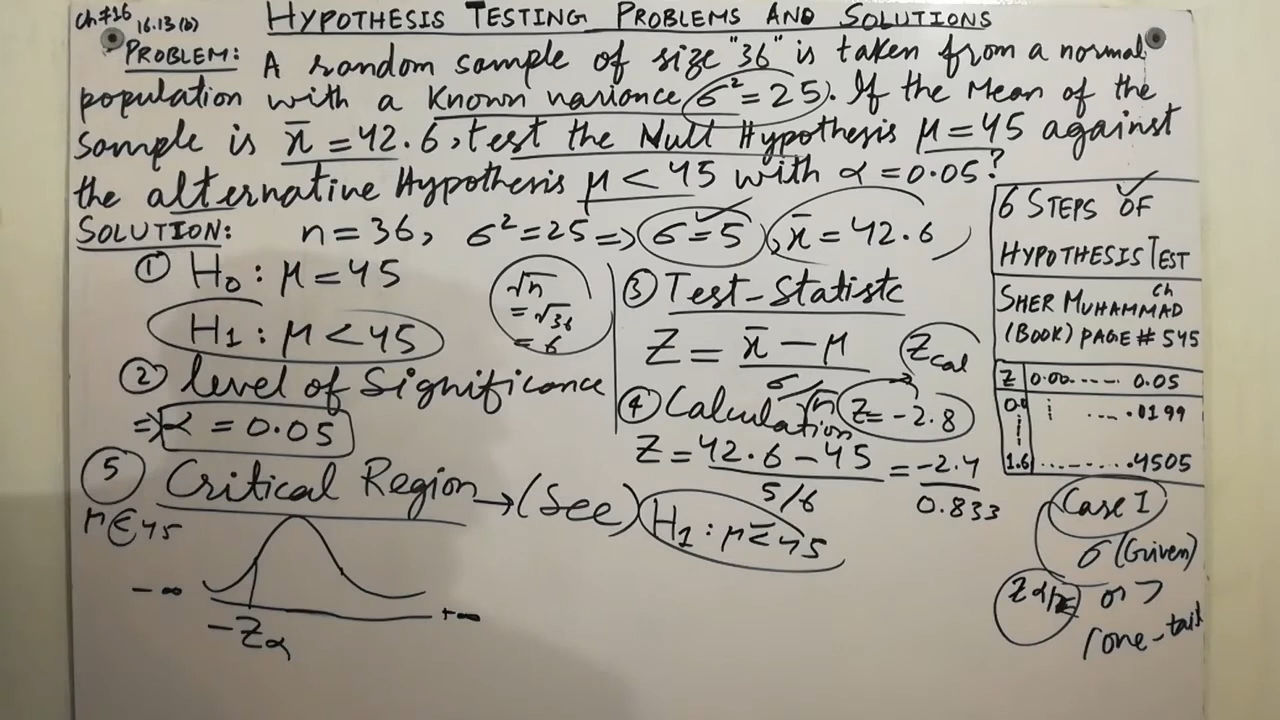 Ch#16 16.13(b) HYPOTHESIS TESTING PROBLEMS AND SOLUTIONS
PROBLEM: A random sample of size "36" is taken from a normal
population with a known variance σ² = 25. If the Mean of the
sample is x̄ = 42.6, test the Null Hypothesis μ = 45 against
the alternative Hypothesis μ < 45 with α = 0.05?
SOLUTION: n = 36, σ² = 25 => σ = 5, x̄ = 42.6
① H₀ : μ = 45
H₁ : μ < 45
√n
= √36
= 6
② level of Significance
=> α = 0.05
③ Test-Statistc
Z = x̄ - μ / σ/√n
Zcal
④ Calculation
Z = -2.8
Z = 42.6 - 45 / 5/6 = -2.4 / 0.833
⑤ Critical Region → (See) H₁ : μ < 45
μ < 45
-∞ +∞
-Zα
6 STEPS OF
HYPOTHESIS TEST
SHER MUHAMMAD Ch
(BOOK) PAGE # 545
Z 0.00 ..... 0.05
0.0 ⋮ .... .0199
1.6 ........ .4505
Case I
σ (Given)
Zα or
(one-tail